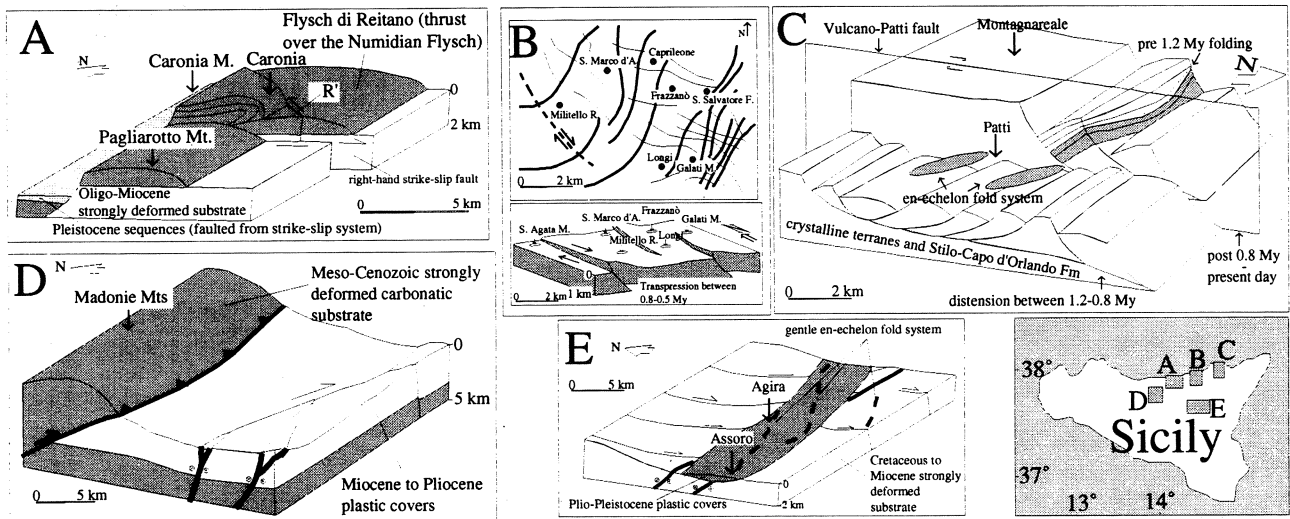 A
Flysch di Reitano (thrust
over the Numidian Flysch)
N
Caronia M.
Caronia
R'
0
2 km
Pagliarotto Mt.
right-hand strike-slip fault
Oligo-Miocene
strongly deformed substrate
0 5 km
Pleistocene sequences (faulted from strike-slip system)
B
N
Caprileone
S. Marco d'A.
Frazzanò
S. Salvatore F.
Militello R.
Longi
Galati M.
0 2 km
Frazzanò
S. Marco d'A.
Galati M.
S. Agata M.
Militello R.
Longi
0
1 km
0 2 km
Transpression between
0.8-0.5 My
C
Vulcano-Patti fault
Montagnareale
pre 1.2 My folding
N
Patti
en-echelon fold system
crystalline terranes and Stilo-Capo d'Orlando Fm
post 0.8 My
-
present day
0 2 km
distension between 1.2-0.8 My
D
N
Madonie Mts
Meso-Cenozoic strongly
deformed carbonatic
substrate
0
5 km
0 5 km
Miocene to Pliocene
plastic covers
E
N
gentle en-echelon fold system
0 5 km
Agira
Assoro
Cretaceous to
Miocene strongly
deformed
substrate
0
-2 km
Plio-Pleistocene plastic covers
38°
A
B
C
D
E
Sicily
37°
13°
14°